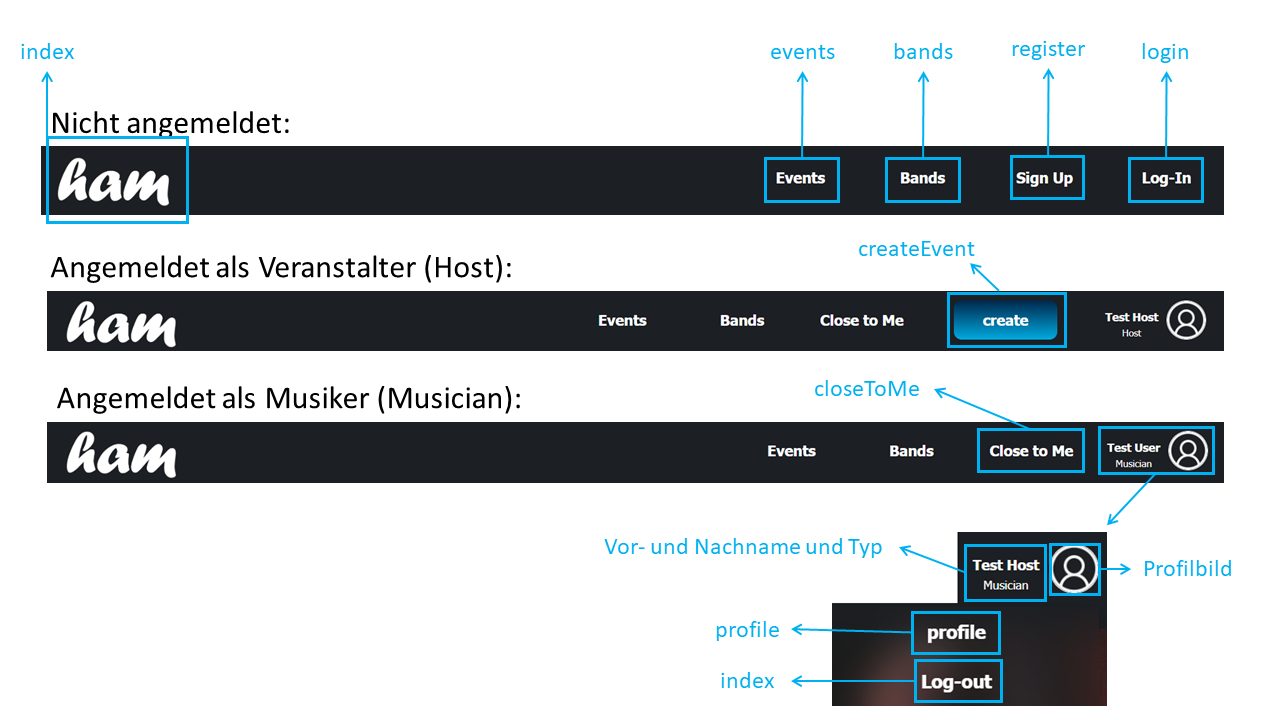 index
events
bands
register
login
Nicht angemeldet:
ham
Events
Bands
Sign Up
Log-In
createEvent
Angemeldet als Veranstalter (Host):
ham
Events
Bands
Close to Me
create
Test Host
Host
closeToMe
Angemeldet als Musiker (Musician):
ham
Events
Bands
Close to Me
Test User
Musician
Vor- und Nachname und Typ
Test Host
Musician
Profilbild
profile
profile
index
Log-out